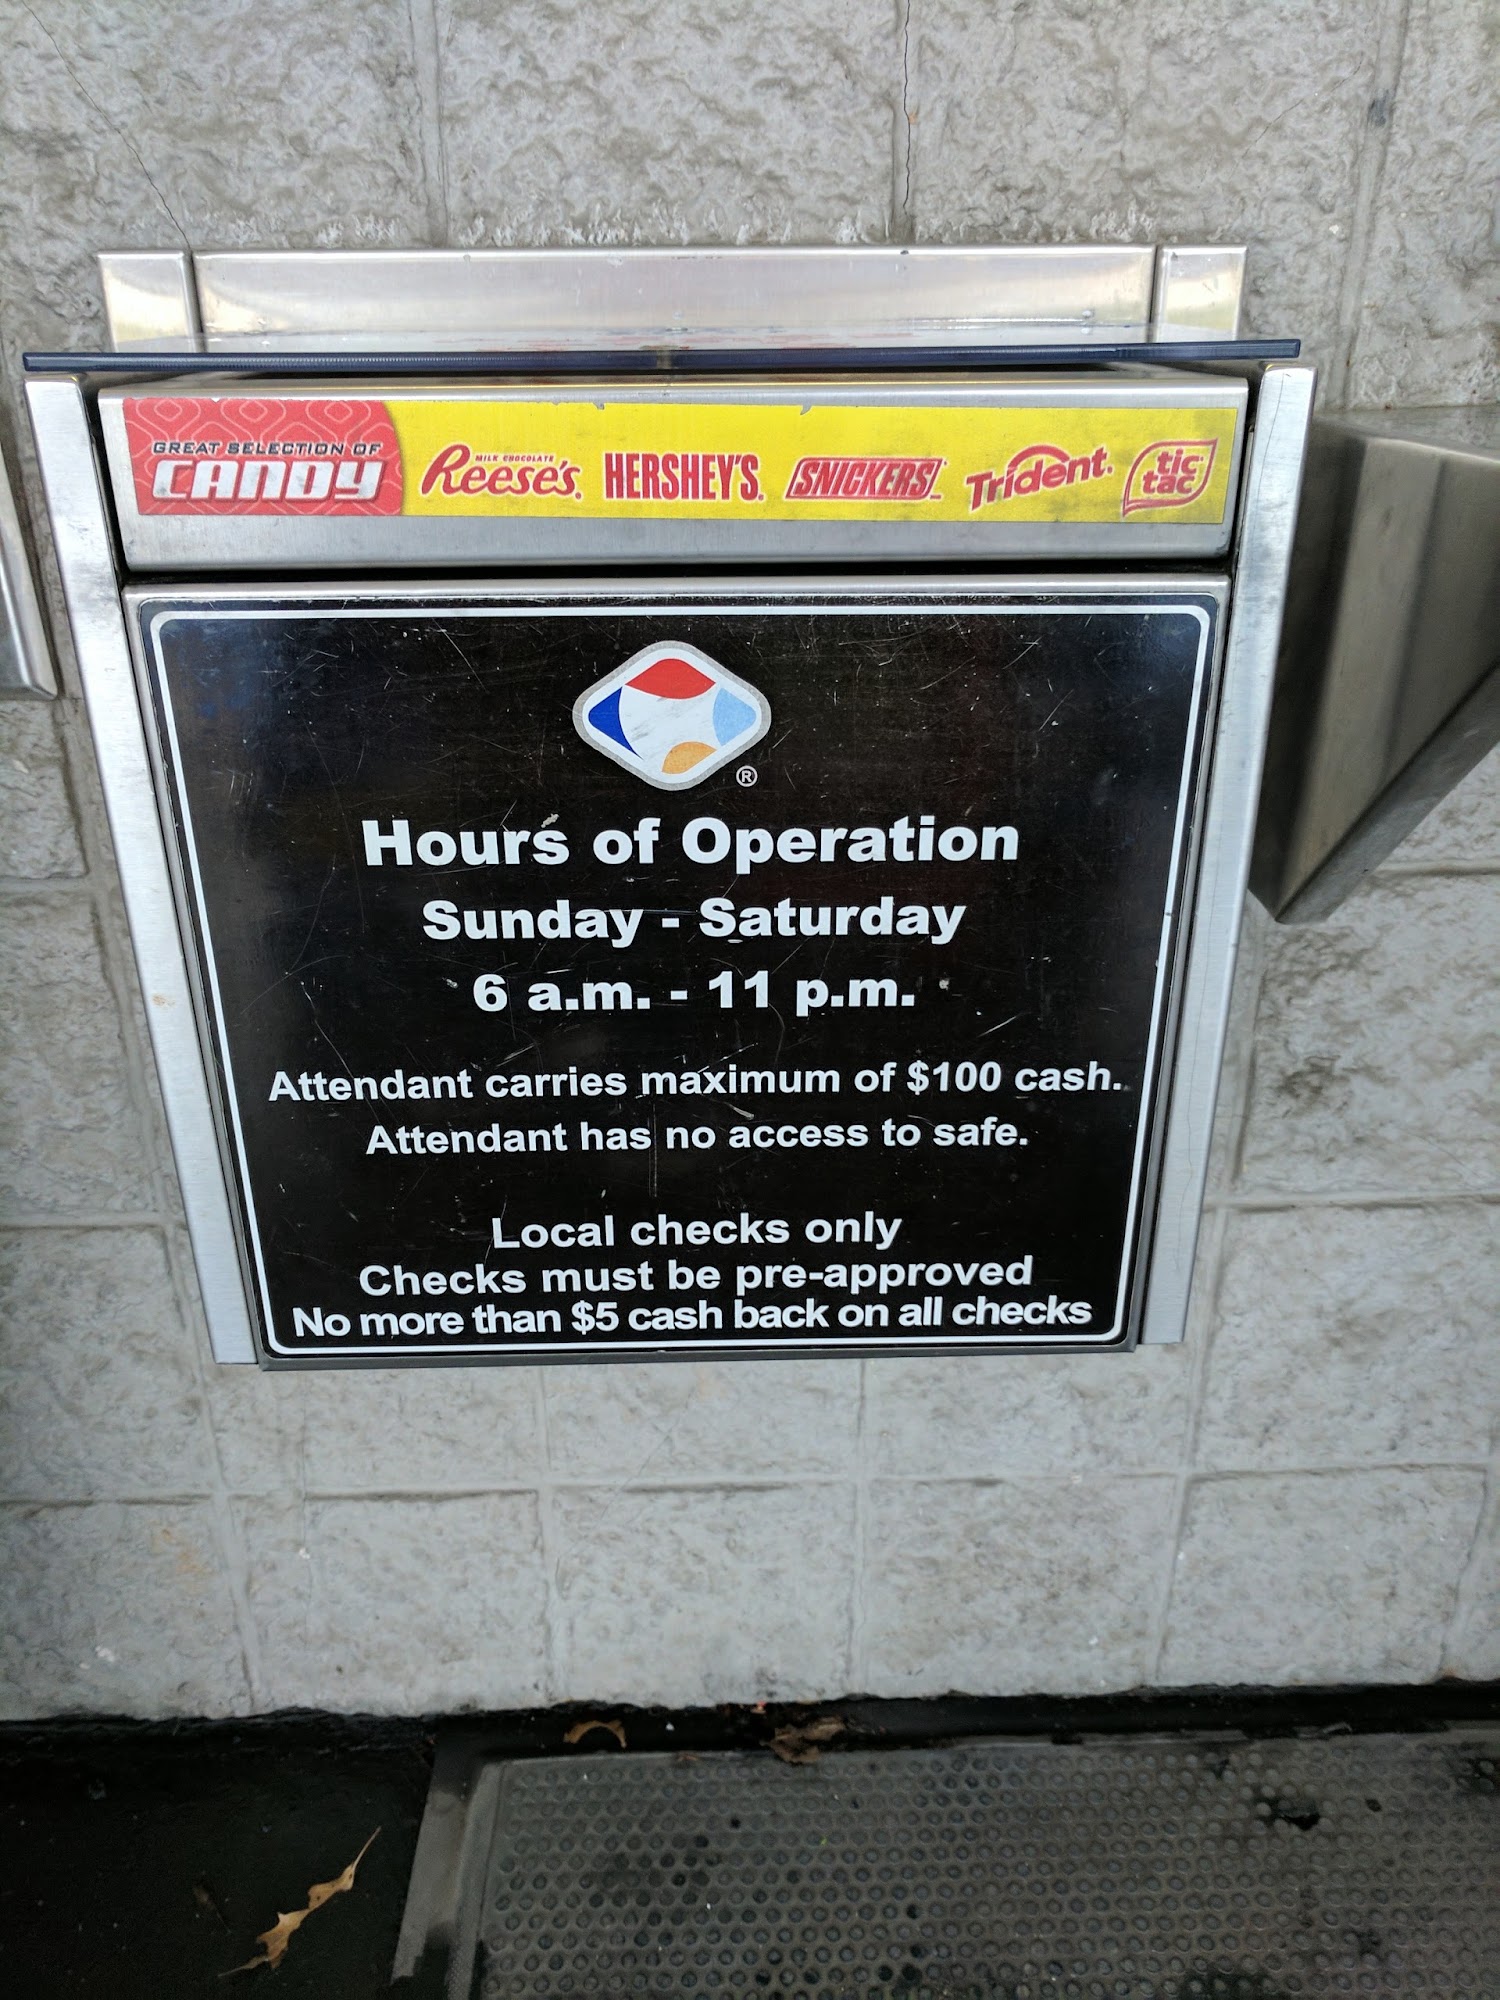 GREAT SELECTION OF
CANDY
MILK CHOCOLATE
Reese's.
HERSHEY'S.
SNICKERS
Trident.
tic
tac
®
Hours of Operation
Sunday - Saturday
6 a.m. - 11 p.m.
Attendant carries maximum of $100 cash.
Attendant has no access to safe.
Local checks only
Checks must be pre-approved
No more than $5 cash back on all checks